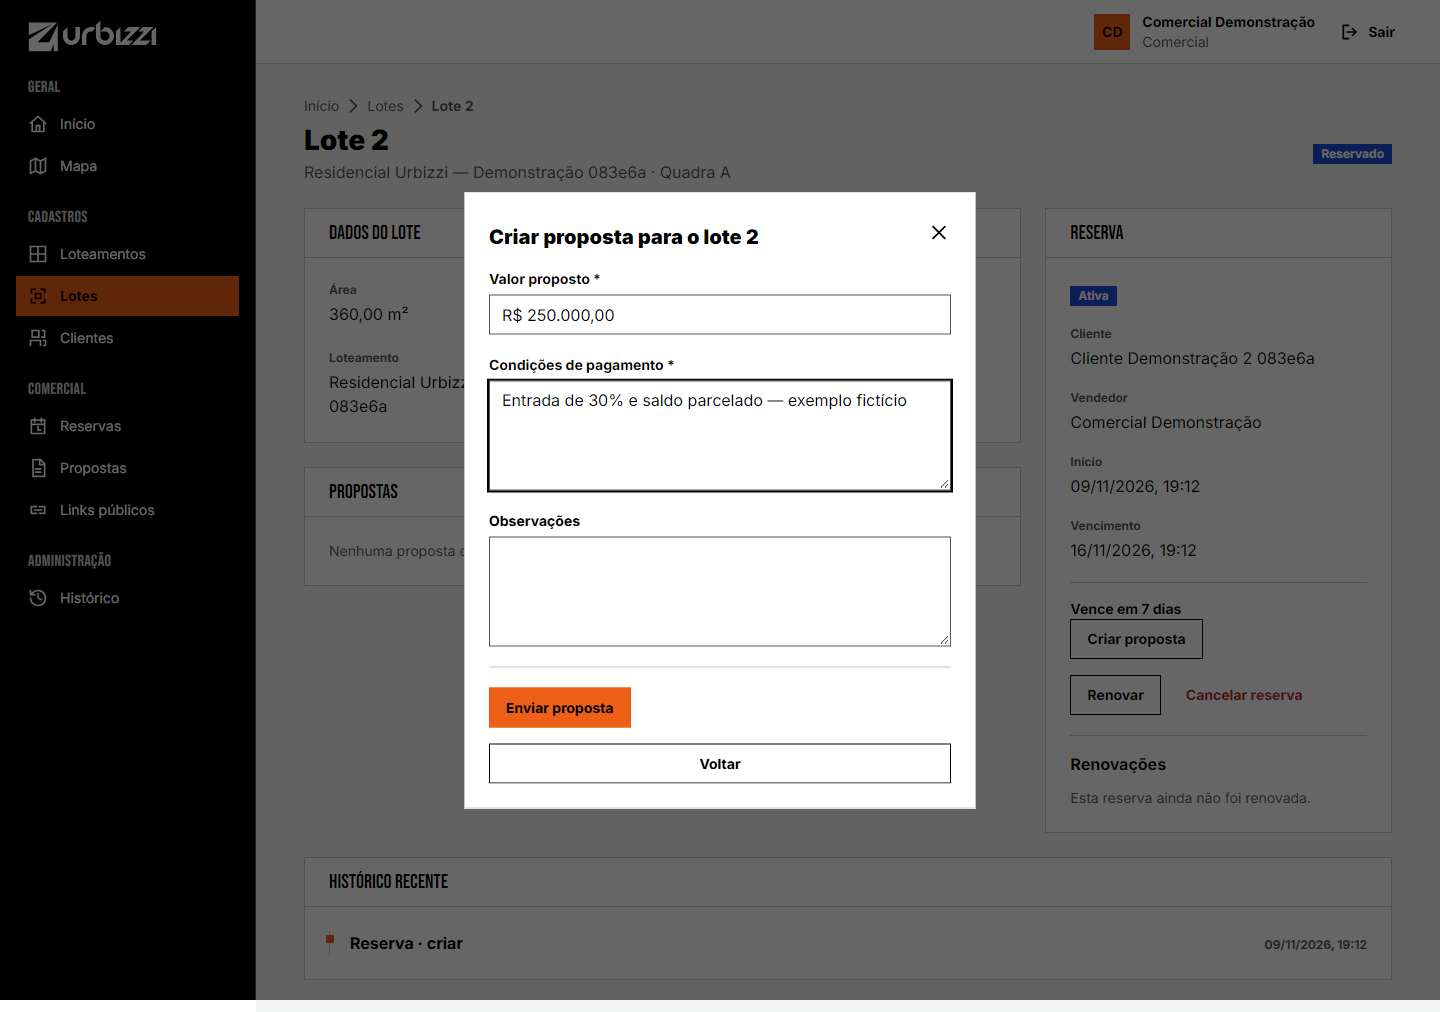 urbizzi
GERAL
Início
Mapa
CADASTROS
Loteamentos
Lotes
Clientes
COMERCIAL
Reservas
Propostas
Links públicos
ADMINISTRAÇÃO
Histórico
CD
Comercial Demonstração
Comercial
Sair
Início > Lotes > Lote 2
Lote 2
Residencial Urbizzi — Demonstração 083e6a · Quadra A
Reservado
DADOS DO LOTE
Área
360,00 m²
Loteamento
Residencial Urbizz
083e6a
PROPOSTAS
Nenhuma proposta
Criar proposta para o lote 2
Valor proposto *
R$ 250.000,00
Condições de pagamento *
Entrada de 30% e saldo parcelado — exemplo fictício
Observações
Enviar proposta
Voltar
RESERVA
Ativa
Cliente
Cliente Demonstração 2 083e6a
Vendedor
Comercial Demonstração
Início
09/11/2026, 19:12
Vencimento
16/11/2026, 19:12
Vence em 7 dias
Criar proposta
Renovar
Cancelar reserva
Renovações
Esta reserva ainda não foi renovada.
HISTÓRICO RECENTE
Reserva · criar
09/11/2026, 19:12